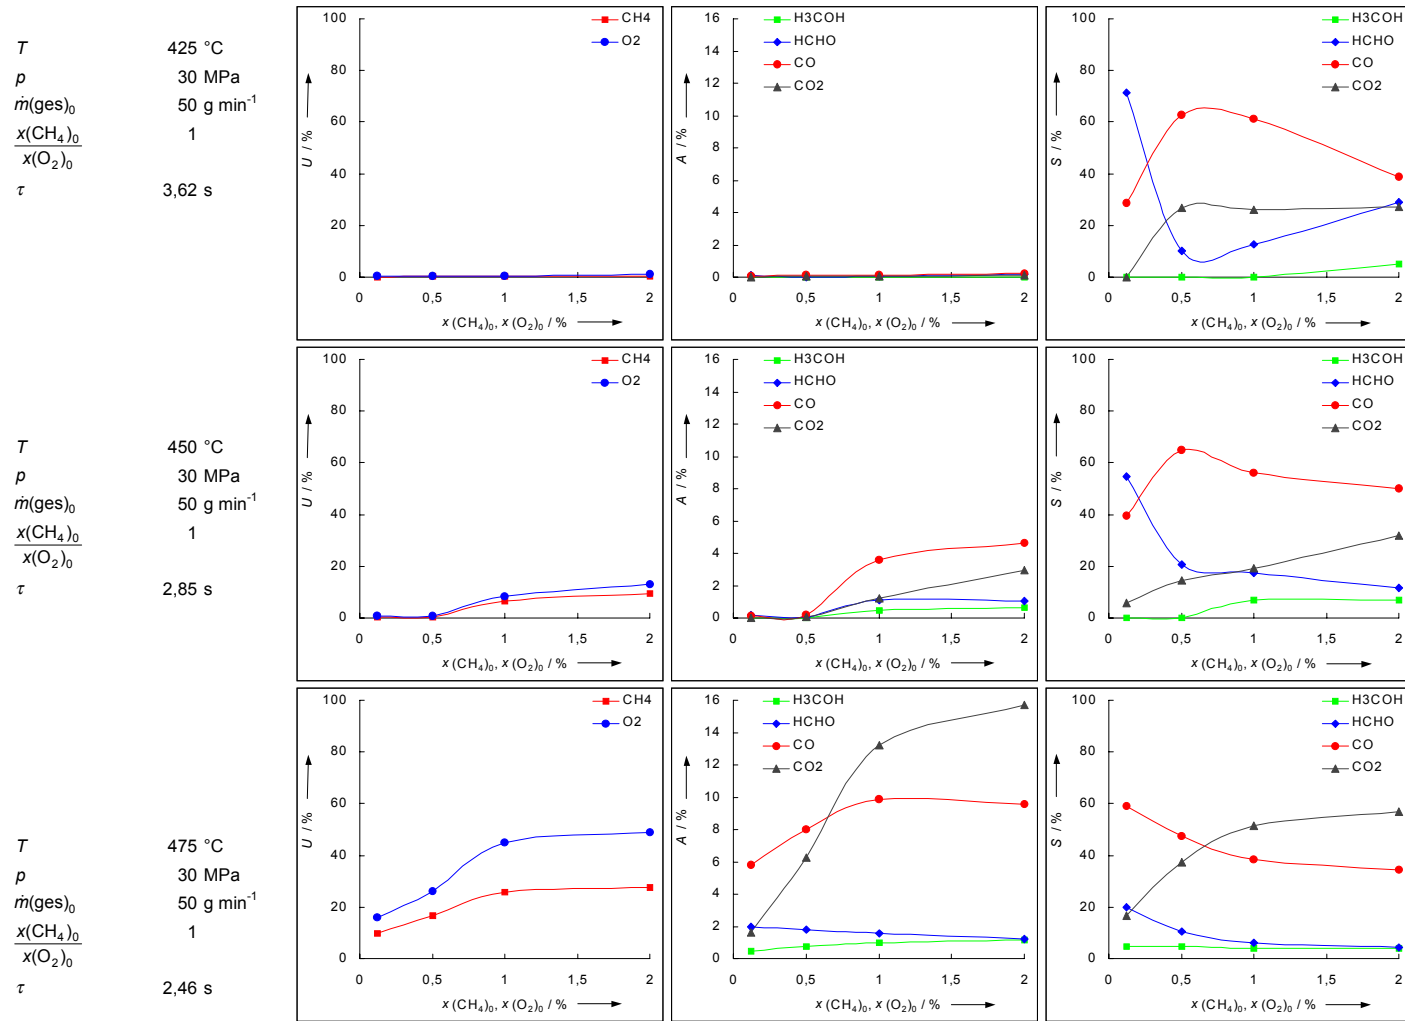 T 425 °C
p 30 MPa
ṁ(ges)₀ 50 g min⁻¹
x(CH₄)₀ 1
x(O₂)₀
τ 3,62 s
CH4
O2
100
80
60
40
20
0
U / %
0 0,5 1 1,5 2
x (CH₄)₀, x (O₂)₀ / %
H3COH
HCHO
CO
CO2
16
14
12
10
8
6
4
2
0
A / %
0 0,5 1 1,5 2
x (CH₄)₀, x (O₂)₀ / %
H3COH
HCHO
CO
CO2
100
80
60
40
20
0
S / %
0 0,5 1 1,5 2
x (CH₄)₀, x (O₂)₀ / %
T 450 °C
p 30 MPa
ṁ(ges)₀ 50 g min⁻¹
x(CH₄)₀ 1
x(O₂)₀
τ 2,85 s
CH4
O2
100
80
60
40
20
0
U / %
0 0,5 1 1,5 2
x (CH₄)₀, x (O₂)₀ / %
H3COH
HCHO
CO
CO2
16
14
12
10
8
6
4
2
0
A / %
0 0,5 1 1,5 2
x (CH₄)₀, x (O₂)₀ / %
H3COH
HCHO
CO
CO2
100
80
60
40
20
0
S / %
0 0,5 1 1,5 2
x (CH₄)₀, x (O₂)₀ / %
T 475 °C
p 30 MPa
ṁ(ges)₀ 50 g min⁻¹
x(CH₄)₀ 1
x(O₂)₀
τ 2,46 s
CH4
O2
100
80
60
40
20
0
U / %
0 0,5 1 1,5 2
x (CH₄)₀, x (O₂)₀ / %
H3COH
HCHO
CO
CO2
16
14
12
10
8
6
4
2
0
A / %
0 0,5 1 1,5 2
x (CH₄)₀, x (O₂)₀ / %
H3COH
HCHO
CO
CO2
100
80
60
40
20
0
S / %
0 0,5 1 1,5 2
x (CH₄)₀, x (O₂)₀ / %